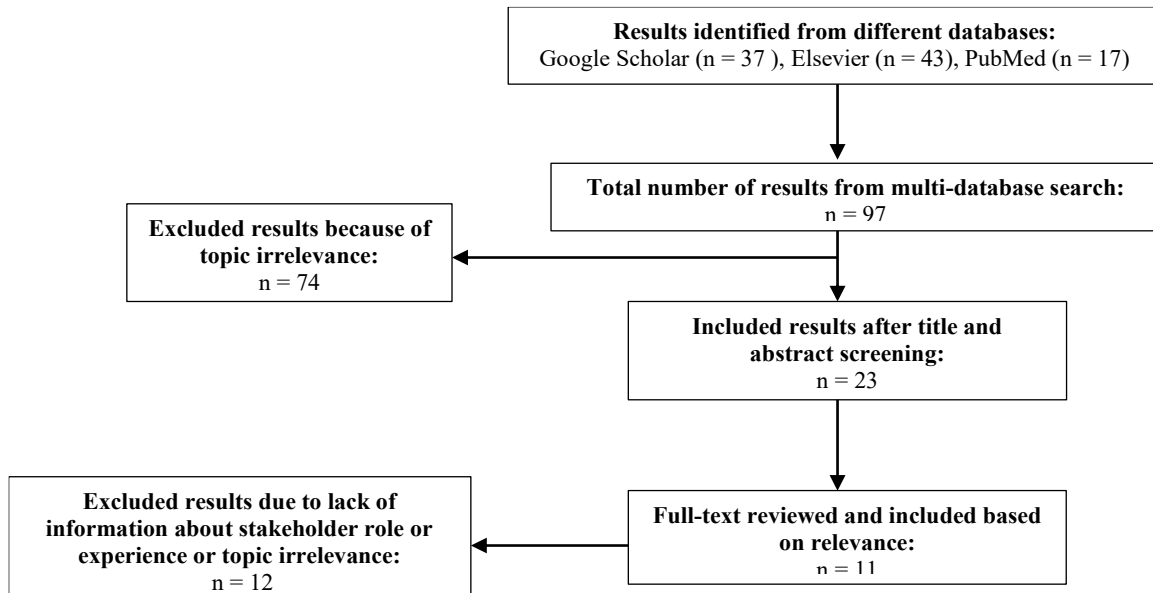 Results identified from different databases:
Google Scholar (n = 37 ), Elsevier (n = 43), PubMed (n = 17)
Total number of results from multi-database search:
n = 97
Excluded results because of
topic irrelevance:
n = 74
Included results after title and
abstract screening:
n = 23
Excluded results due to lack of
information about stakeholder role or
experience or topic irrelevance:
n = 12
Full-text reviewed and included based
on relevance:
n = 11